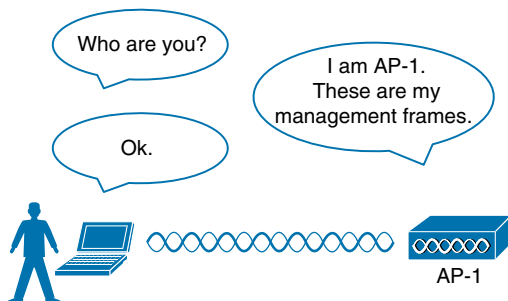 Who are you?
I am AP-1.
These are my
management frames.
Ok.
AP-1